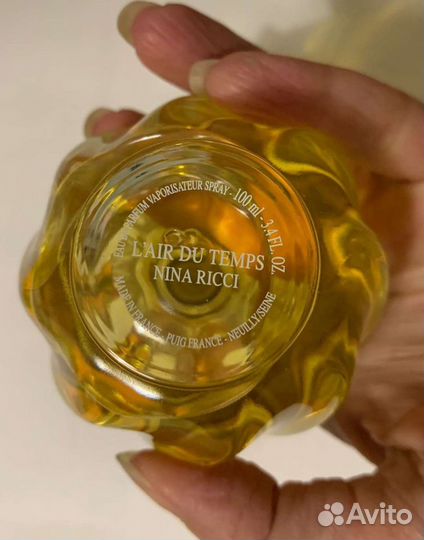 EAU DE PARFUM VAPORISATEUR SPRAY - 100 ml - 3.4 FL. OZ.
L'AIR DU TEMPS
NINA RICCI
MADE IN FRANCE - PUIG FRANCE - NEUILLY/SEINE
Avito